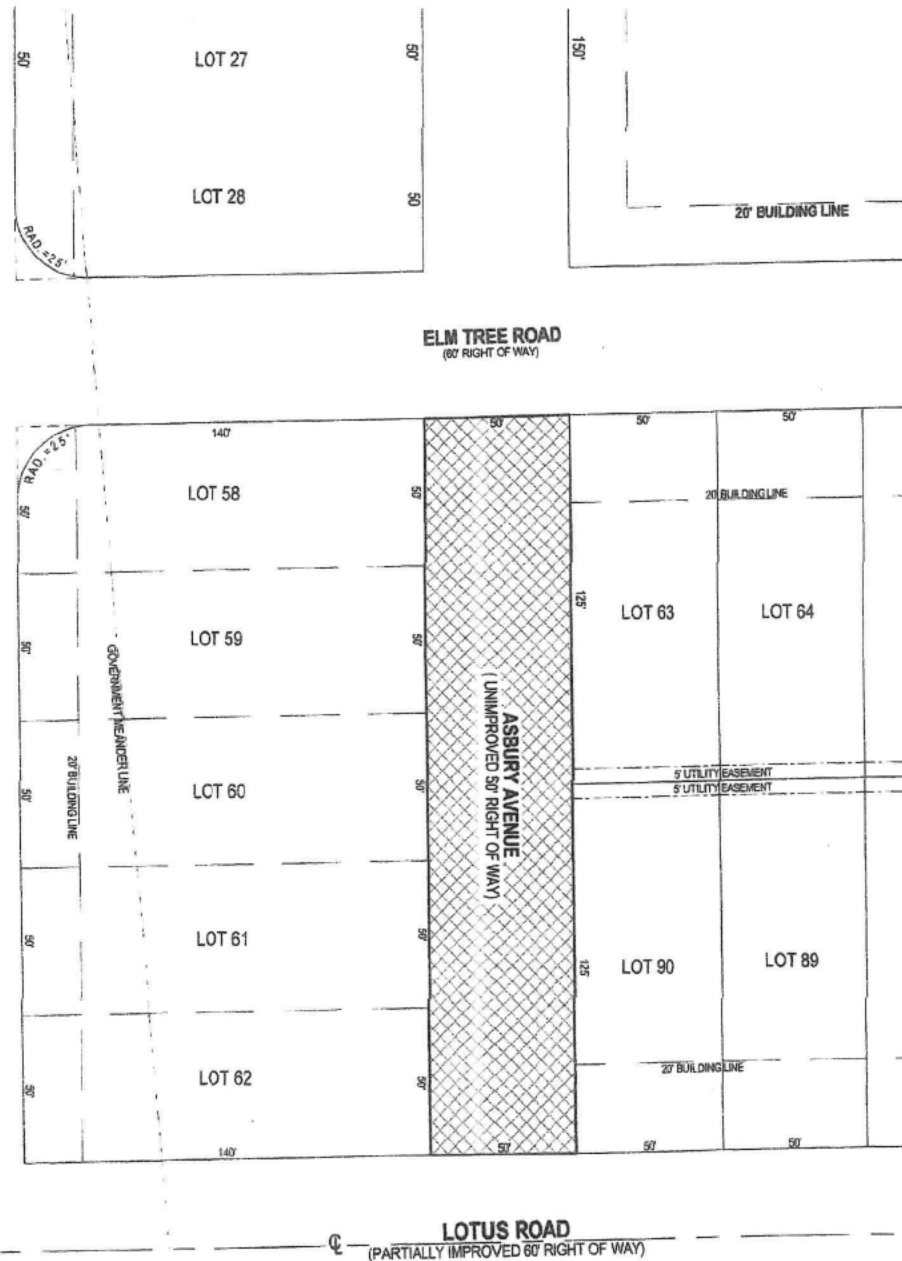 50'
LOT 27
50'
150'
LOT 28
50
RAD. =25'
20' BUILDING LINE
ELM TREE ROAD
(60' RIGHT OF WAY)
140'
50'
50'
50'
RAD. =25'
LOT 58
50'
50'
20' BUILDING LINE
LOT 59
50'
50'
125'
LOT 63
LOT 64
GOVERNMENT MEANDER LINE
20' BUILDING LINE
LOT 60
50'
50'
ASBURY AVENUE
( UNIMPROVED 50' RIGHT OF WAY)
5' UTILITY EASEMENT
5' UTILITY EASEMENT
LOT 61
50'
50'
125'
LOT 90
LOT 89
LOT 62
50'
50'
20' BUILDING LINE
140'
50'
50'
50'
LOTUS ROAD
(PARTIALLY IMPROVED 60' RIGHT OF WAY)